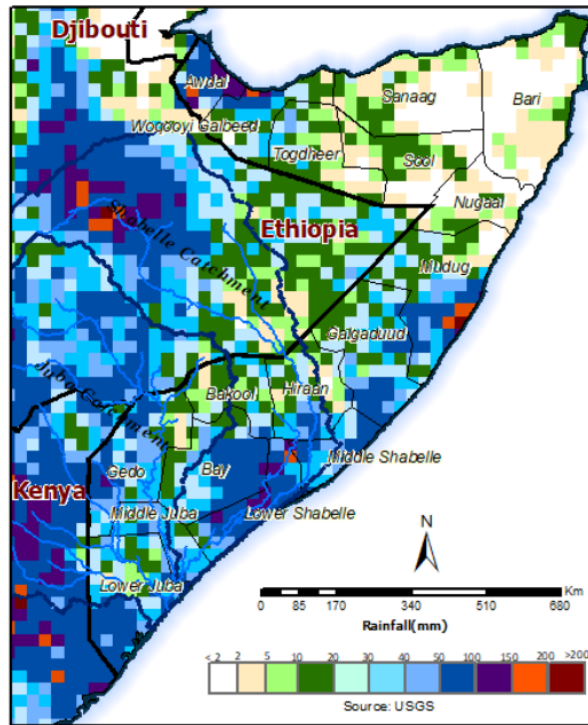 Djibouti
Awdal
Sanaag
Bari
Woqooyi Galbeed
Togdheer
Sool
Nugaal
Shabelle Catchment
Ethiopia
Mudug
Galgaduud
Juba Catchment
Bakool
Hiraan
Gedo
Bay
Middle Shabelle
Kenya
Middle Juba
Lower Shabelle
Lower Juba
N
Km
0 85 170 340 510 680
Rainfall(mm)
< 2 2 5 10 20 30 40 50 100 150 200 >200
Source: USGS